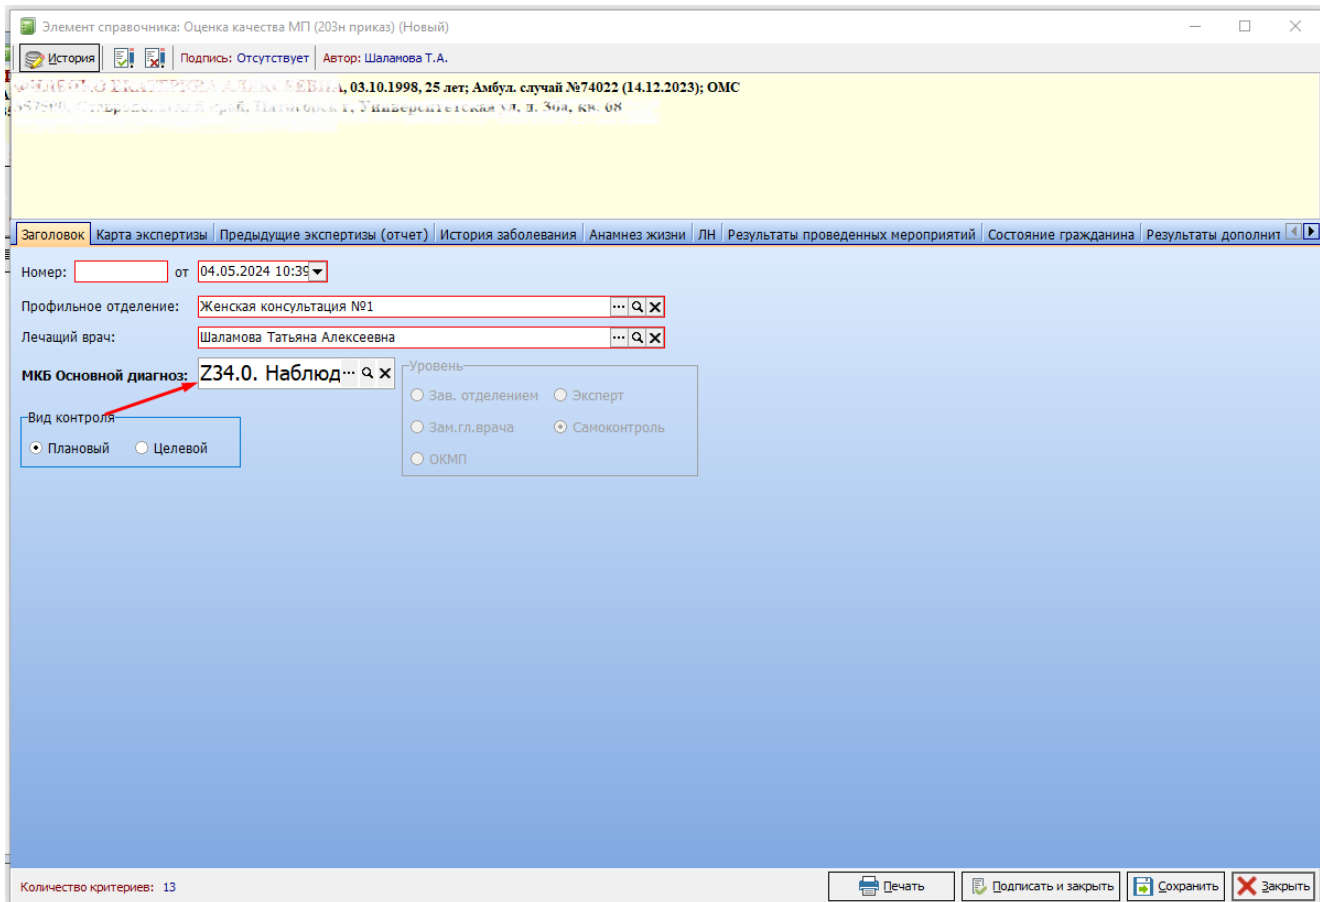 Элемент справочника: Оценка качества МП (203н приказ) (Новый)
История Подпись: Отсутствует Автор: Шаламова Т.А.
, 03.10.1998, 25 лет; Амбул. случай №74022 (14.12.2023); ОМС
Заголовок Карта экспертизы Предыдущие экспертизы (отчет) История заболевания Анамнез жизни ЛН Результаты проведенных мероприятий Состояние гражданина Результаты дополнит
Номер: от 04.05.2024 10:39
Профильное отделение: Женская консультация №1
Лечащий врач: Шаламова Татьяна Алексеевна
МКБ Основной диагноз: Z34.0. Наблюд
Уровень
Зав. отделением Эксперт
Зам.гл.врача Самоконтроль
ОКМП
Вид контроля
Плановый Целевой
Количество критериев: 13
Печать Подписать и закрыть Сохранить Закрыть